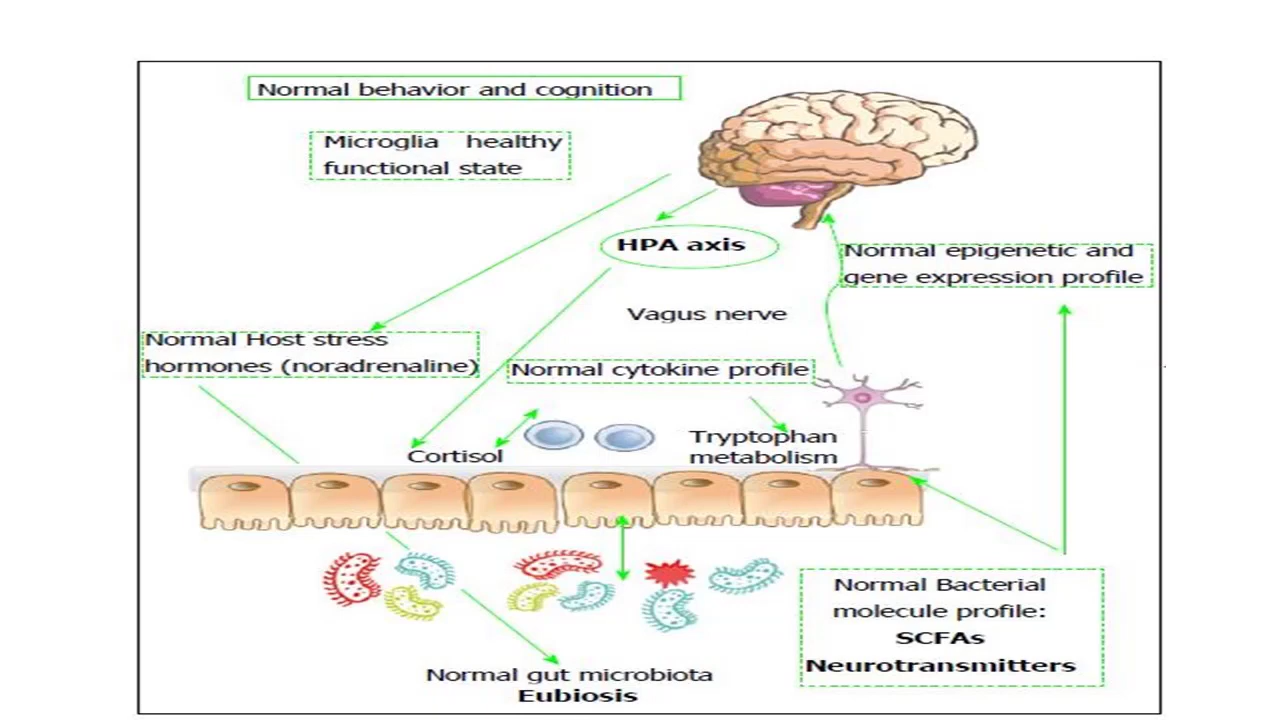 Normal behavior and cognition
Microglia healthy
functional state
HPA axis
Normal epigenetic and
gene expression profile
Vagus nerve
Normal Host stress
hormones (noradrenaline)
Normal cytokine profile
Tryptophan
metabolism
Cortisol
Normal Bacterial
molecule profile:
SCFAs
Neurotransmitters
Normal gut microbiota
Eubiosis